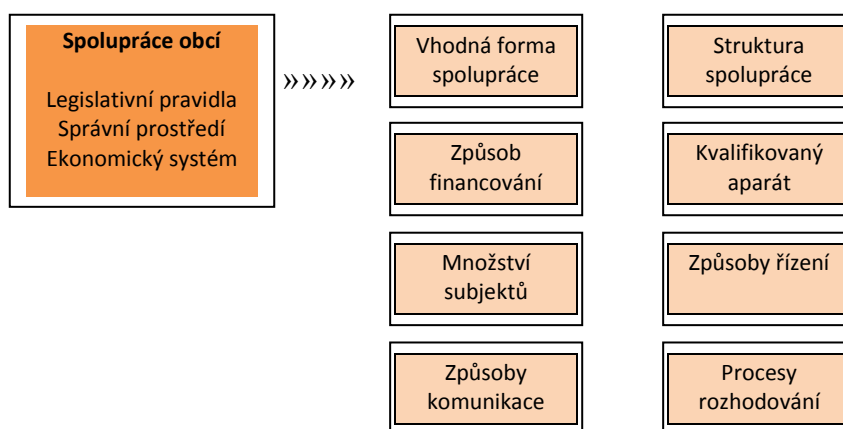 Spolupráce obcí
Legislativní pravidla
Správní prostředí
Ekonomický systém
»»»»
Vhodná forma
spolupráce
Struktura
spolupráce
Způsob
financování
Kvalifikovaný
aparát
Množství
subjektů
Způsoby řízení
Způsoby
komunikace
Procesy
rozhodování